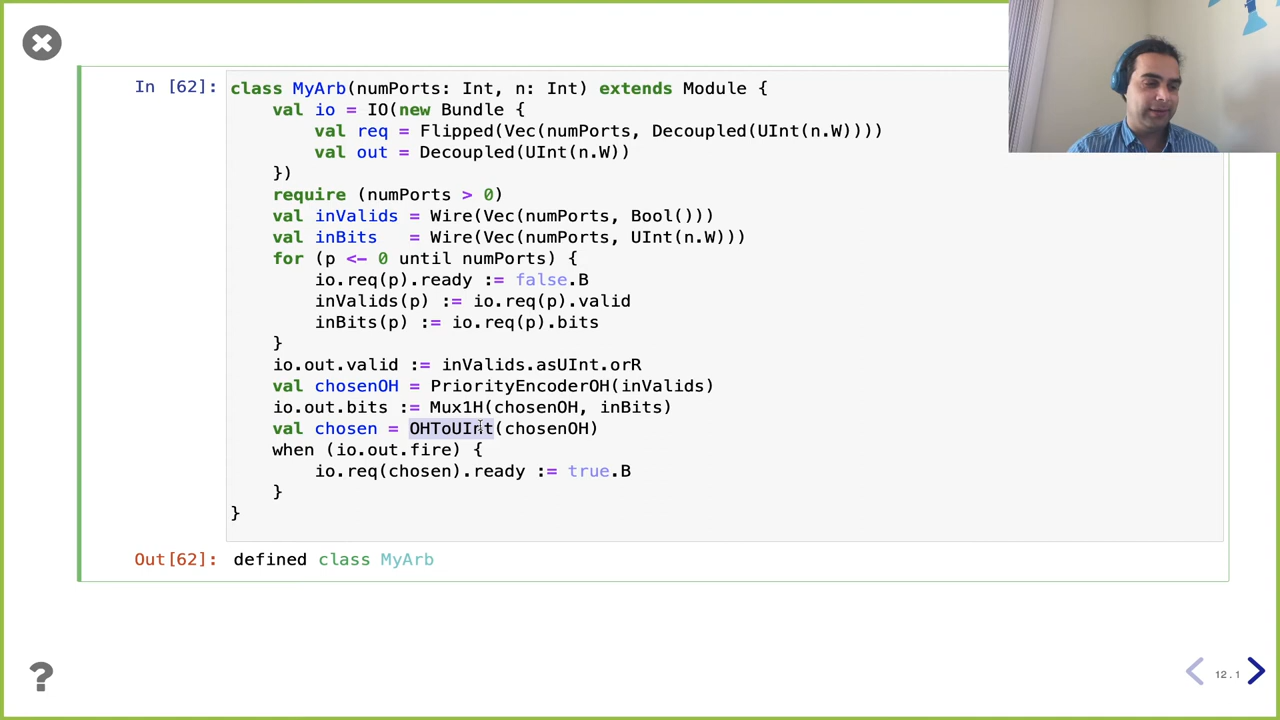 In [62]:
class MyArb(numPorts: Int, n: Int) extends Module {
    val io = IO(new Bundle {
        val req = Flipped(Vec(numPorts, Decoupled(UInt(n.W))))
        val out = Decoupled(UInt(n.W))
    })
    require (numPorts > 0)
    val inValids = Wire(Vec(numPorts, Bool()))
    val inBits   = Wire(Vec(numPorts, UInt(n.W)))
    for (p <- 0 until numPorts) {
        io.req(p).ready := false.B
        inValids(p) := io.req(p).valid
        inBits(p) := io.req(p).bits
    }
    io.out.valid := inValids.asUInt.orR
    val chosenOH = PriorityEncoderOH(inValids)
    io.out.bits := Mux1H(chosenOH, inBits)
    val chosen = OHToUInt(chosenOH)
    when (io.out.fire) {
        io.req(chosen).ready := true.B
    }
}
Out[62]: defined class MyArb
?
12.1